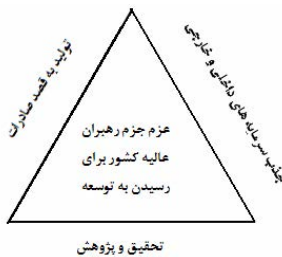 تولید به قصد صادرات
جذب سرمایه های داخلی و خارجی
عزم جزم رهبران
عالیه کشور برای
رسیدن به توسعه
تحقیق و پژوهش